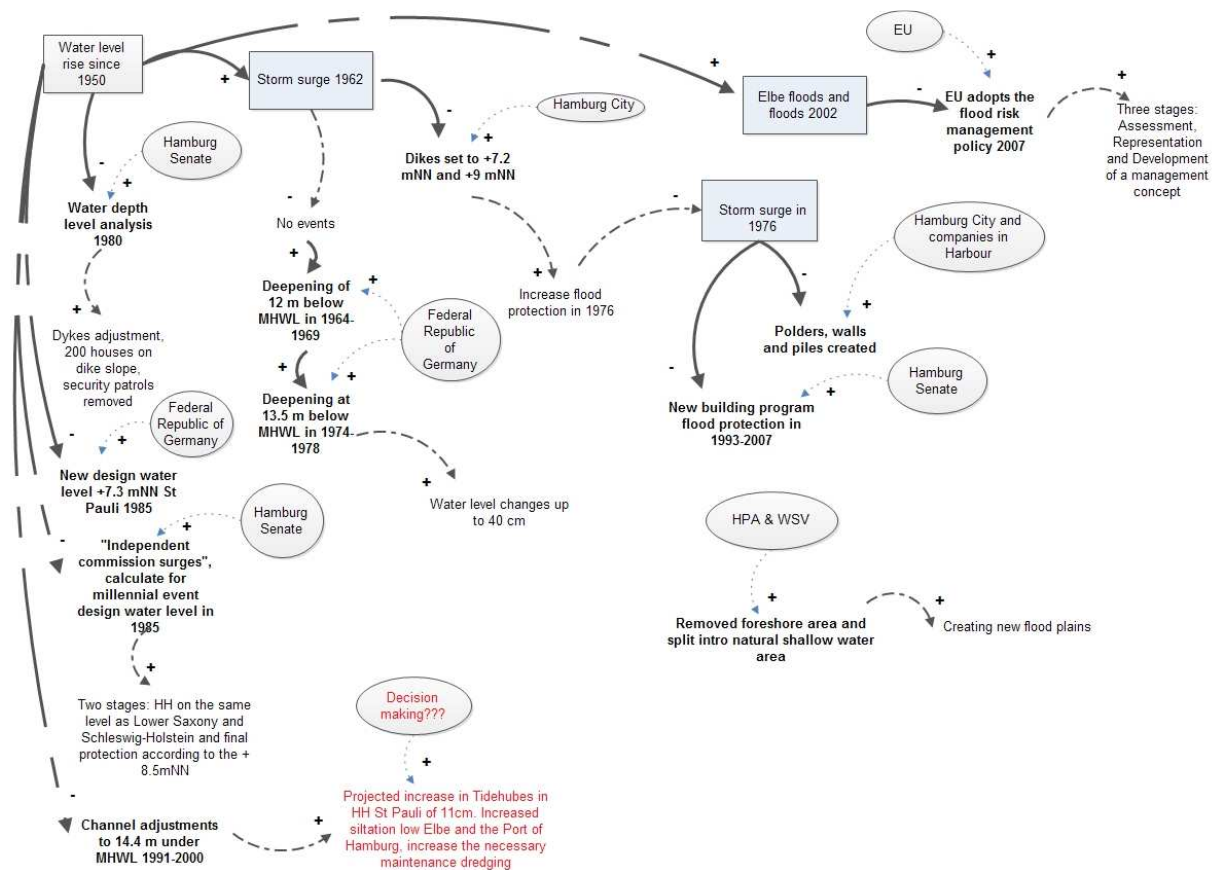 Water level
rise since
1950
+
Storm surge 1962
-
Hamburg City
+
Dikes set to +7.2
mNN and +9 mNN
+
Elbe floods and
floods 2002
-
EU
+
EU adopts the
flood risk
management
policy 2007
+
Three stages:
Assessment,
Representation
and Development
of a management
concept
Hamburg
Senate
-
+
Water depth
level analysis
1980
+
Dykes adjustment,
200 houses on
dike slope,
security patrols
removed
-
No events
+
+
Deepening of
12 m below
MHWL in 1964-
1969
Federal
Republic
of
Germany
+
+
Deepening at
13.5 m below
MHWL in 1974-
1978
+
Water level changes up
to 40 cm
+
Increase flood
protection in 1976
-
Storm surge in
1976
Hamburg City and
companies in
Harbour
-
+
Polders, walls
and piles created
Hamburg
Senate
-
+
New building program
flood protection in
1993-2007
Federal
Republic of
Germany
-
+
New design water
level +7.3 mNN St
Pauli 1985
Hamburg
Senate
-
+
"Independent
commission surges",
calculate for
millennial event
design water level in
1985
+
Two stages: HH on the
same level as Lower Saxony and
Schleswig-Holstein and final
protection according to the +
8.5mNN
HPA & WSV
+
Removed foreshore area and
split intro natural shallow water
area
+
Creating new flood plains
-
Channel adjustments
to 14.4 m under
MHWL 1991-2000
+
Decision
making???
+
Projected increase in Tidehubes in
HH St Pauli of 11cm. Increased
siltation low Elbe and the Port of
Hamburg, increase the necessary
maintenance dredging